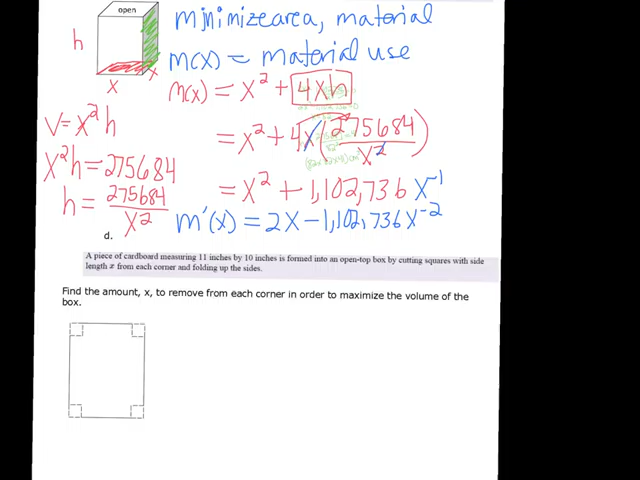 open
minimize area, material
h
m(x) = material use
x
x
m(x) = x² + 4xh
V = x²h
= x² + 4x(275684/x²)
x²h = 275684
h = 275684/x²
= x² + 1,102,736 x⁻¹
m'(x) = 2x - 1,102,736x⁻²
d.
A piece of cardboard measuring 11 inches by 10 inches is formed into an open-top box by cutting squares with side
length x from each corner and folding up the sides.
Find the amount, x, to remove from each corner in order to maximize the volume of the
box.